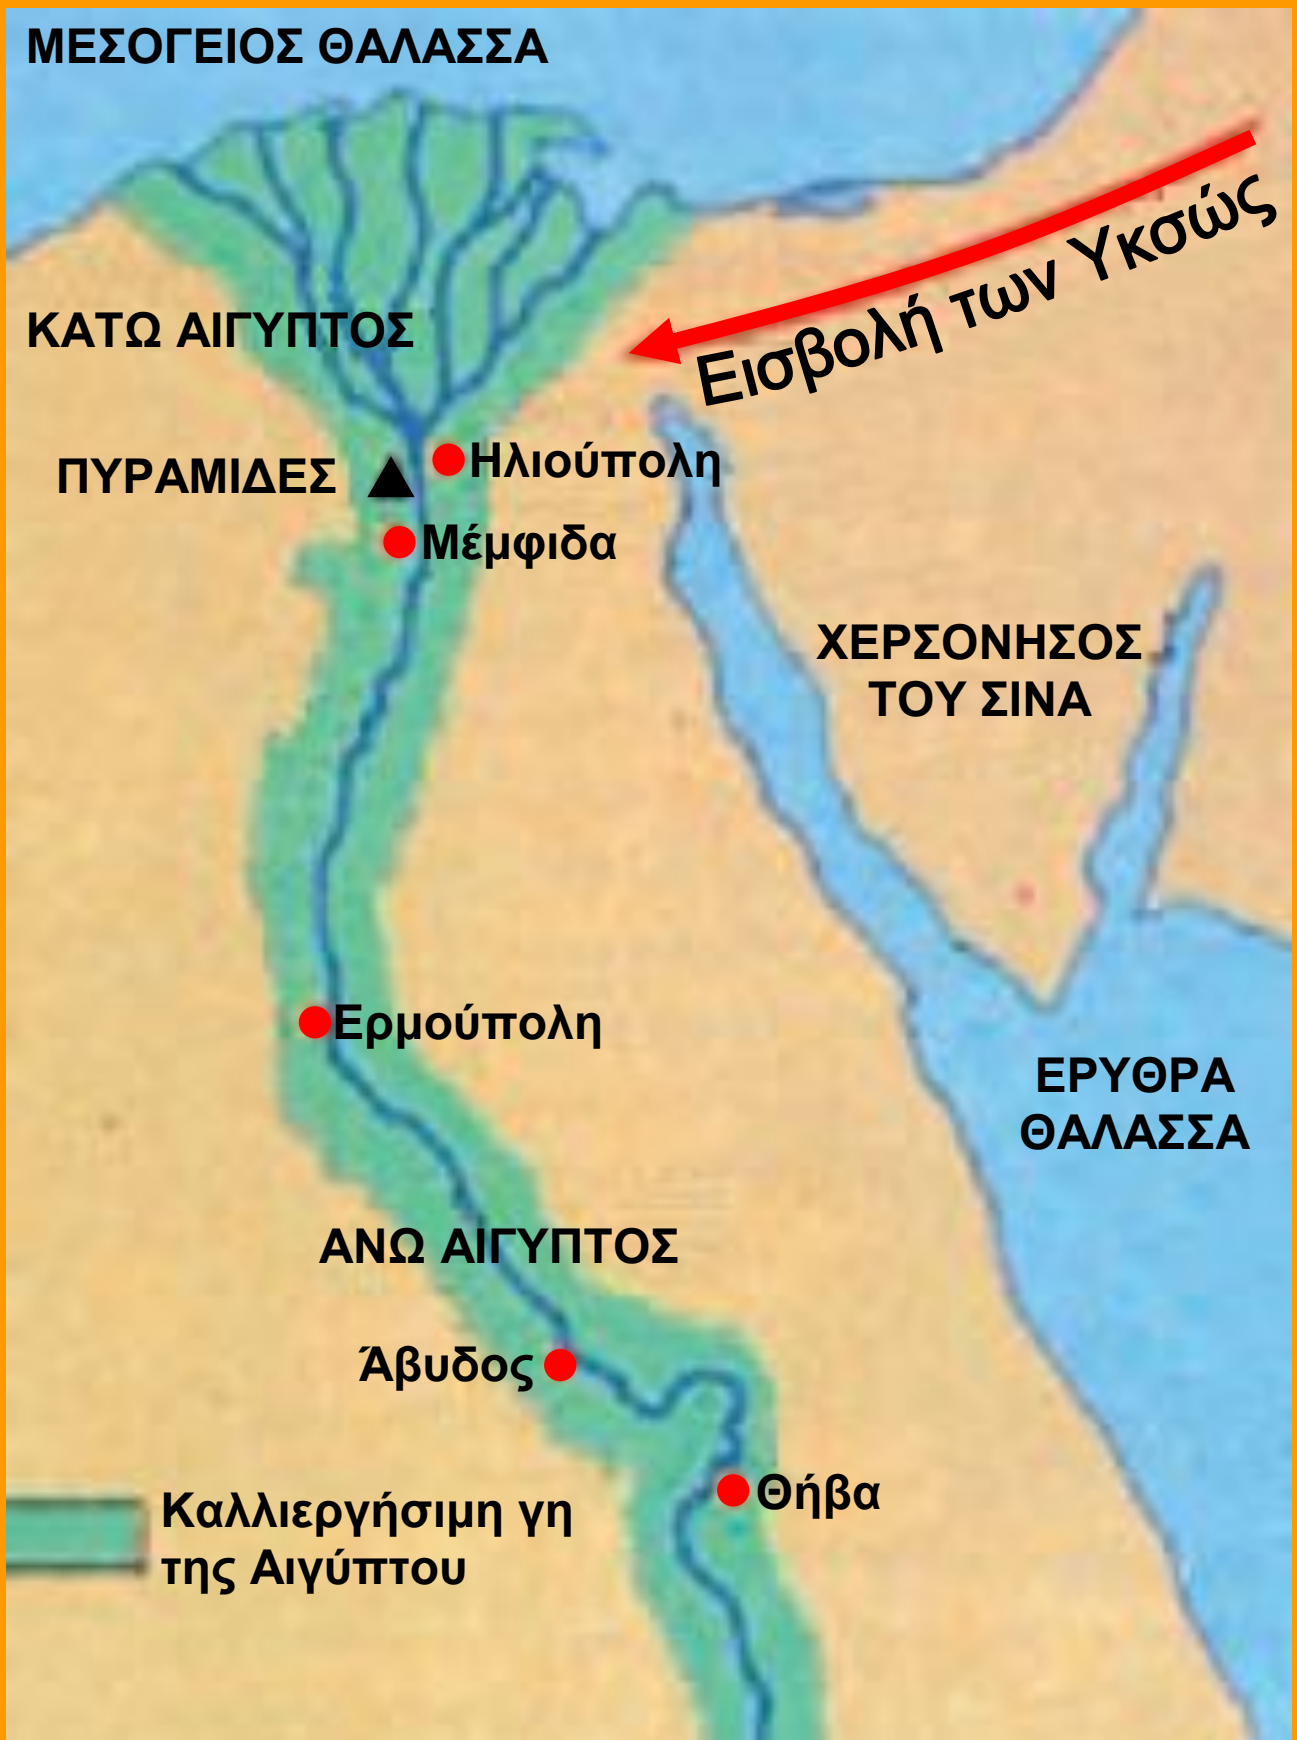 ΜΕΣΟΓΕΙΟΣ ΘΑΛΑΣΣΑ
Εισβολή των Υκσώς
ΚΑΤΩ ΑΙΓΥΠΤΟΣ
ΠΥΡΑΜΙΔΕΣ
Ηλιούπολη
Μέμφιδα
ΧΕΡΣΟΝΗΣΟΣ
ΤΟΥ ΣΙΝΑ
Ερμούπολη
ΕΡΥΘΡΑ
ΘΑΛΑΣΣΑ
ΑΝΩ ΑΙΓΥΠΤΟΣ
Άβυδος
Θήβα
Καλλιεργήσιμη γη
της Αιγύπτου